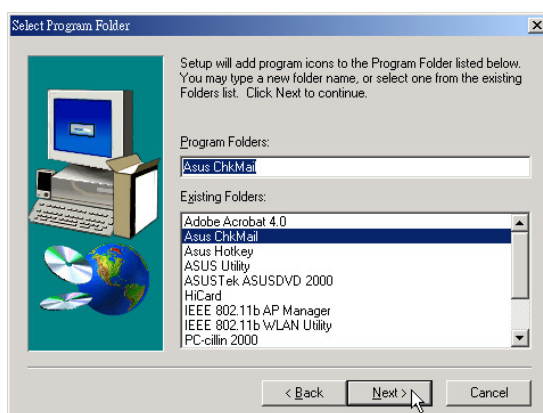 Select Program Folder
Setup will add program icons to the Program Folder listed below.
You may type a new folder name, or select one from the existing
Folders list. Click Next to continue.
Program Folders:
Asus ChkMail
Existing Folders:
Adobe Acrobat 4.0
Asus ChkMail
Asus Hotkey
ASUS Utility
ASUSTek ASUSDVD 2000
HiCard
IEEE 802.11b AP Manager
IEEE 802.11b WLAN Utility
PC-cillin 2000
< Back
Next >
Cancel